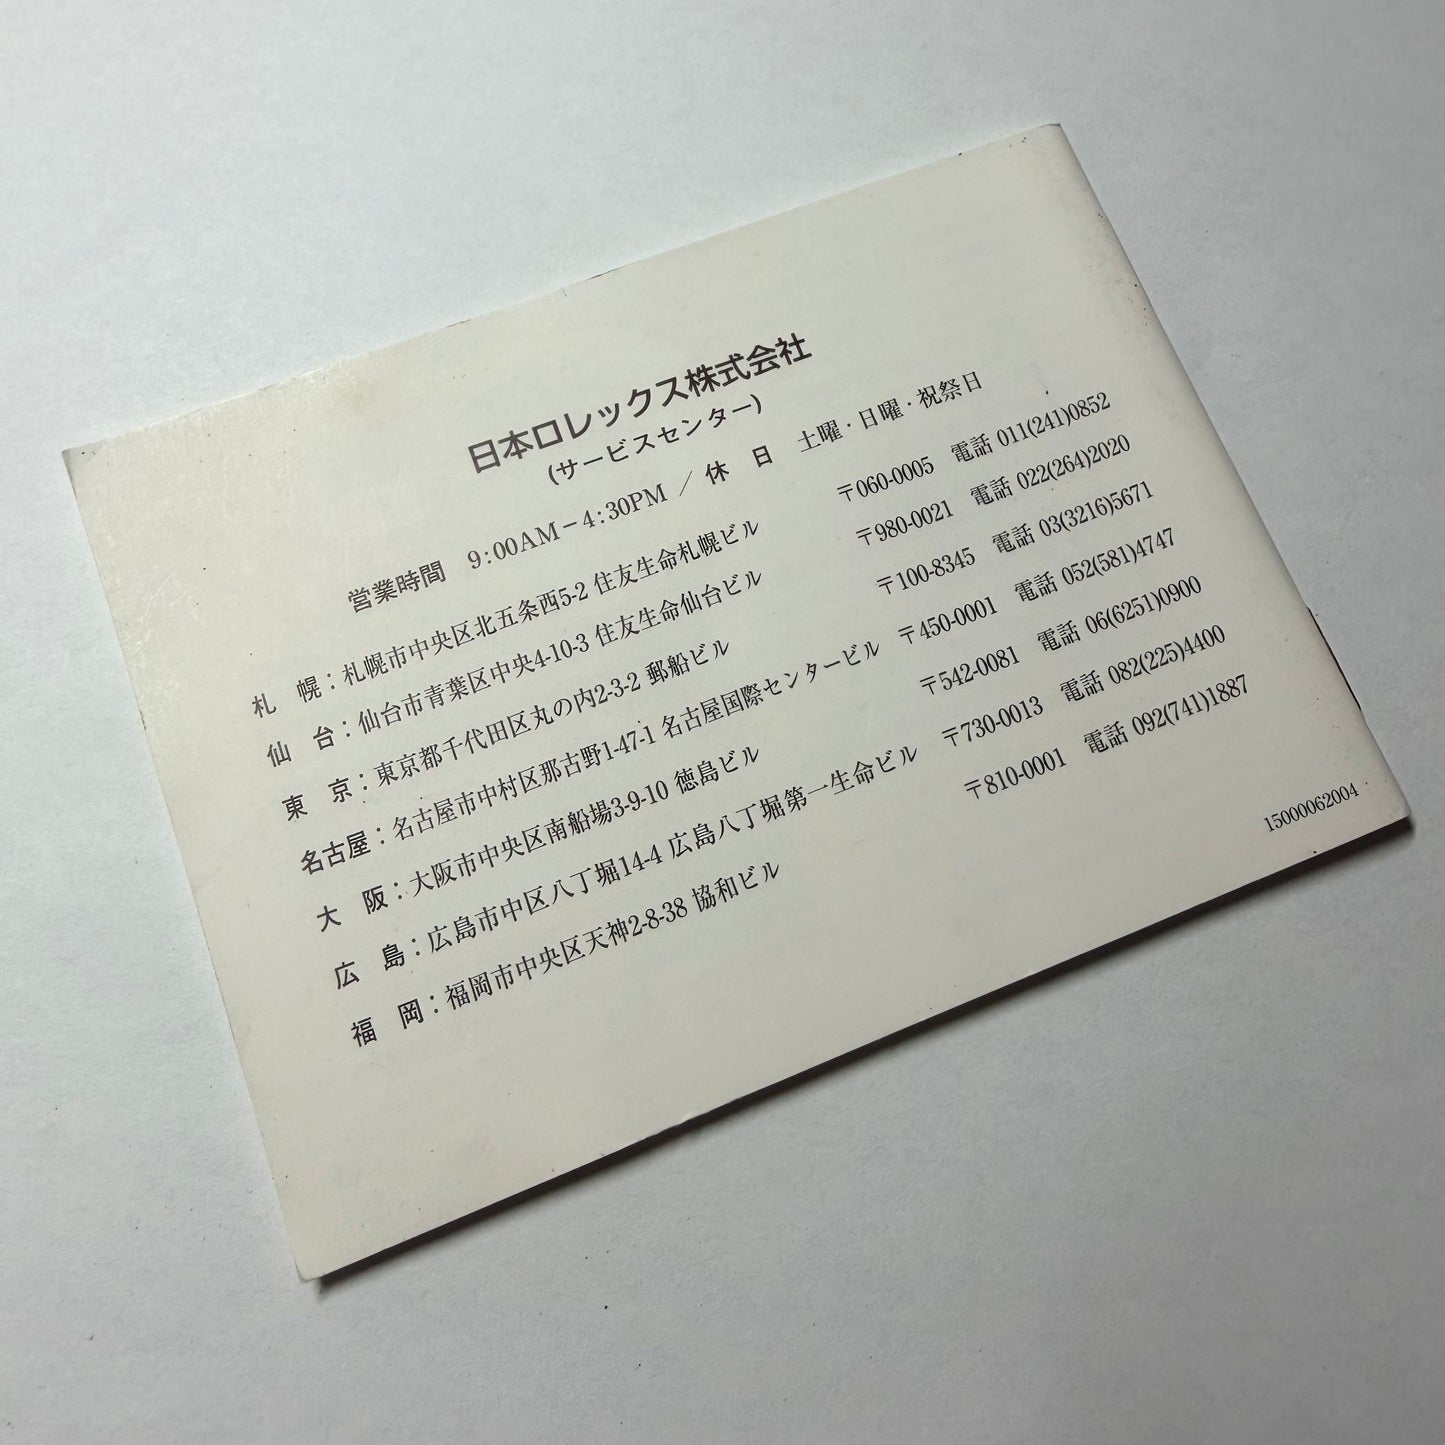 日本ロレックス株式会社
(サービスセンター)
営業時間 9:00AM－4:30PM / 休 日 土曜・日曜・祝祭日
札 幌：札幌市中央区北五条西5-2 住友生命札幌ビル 〒060-0005 電話 011(241)0852
仙 台：仙台市青葉区中央4-10-3 住友生命仙台ビル 〒980-0021 電話 022(264)2020
東 京：東京都千代田区丸の内2-3-2 郵船ビル 〒100-8345 電話 03(3216)5671
名古屋：名古屋市中村区那古野1-47-1 名古屋国際センタービル 〒450-0001 電話 052(581)4747
大 阪：大阪市中央区南船場3-9-10 徳島ビル 〒542-0081 電話 06(6251)0900
広 島：広島市中区八丁堀14-4 広島八丁堀第一生命ビル 〒730-0013 電話 082(225)4400
福 岡：福岡市中央区天神2-8-38 協和ビル 〒810-0001 電話 092(741)1887
15000062004